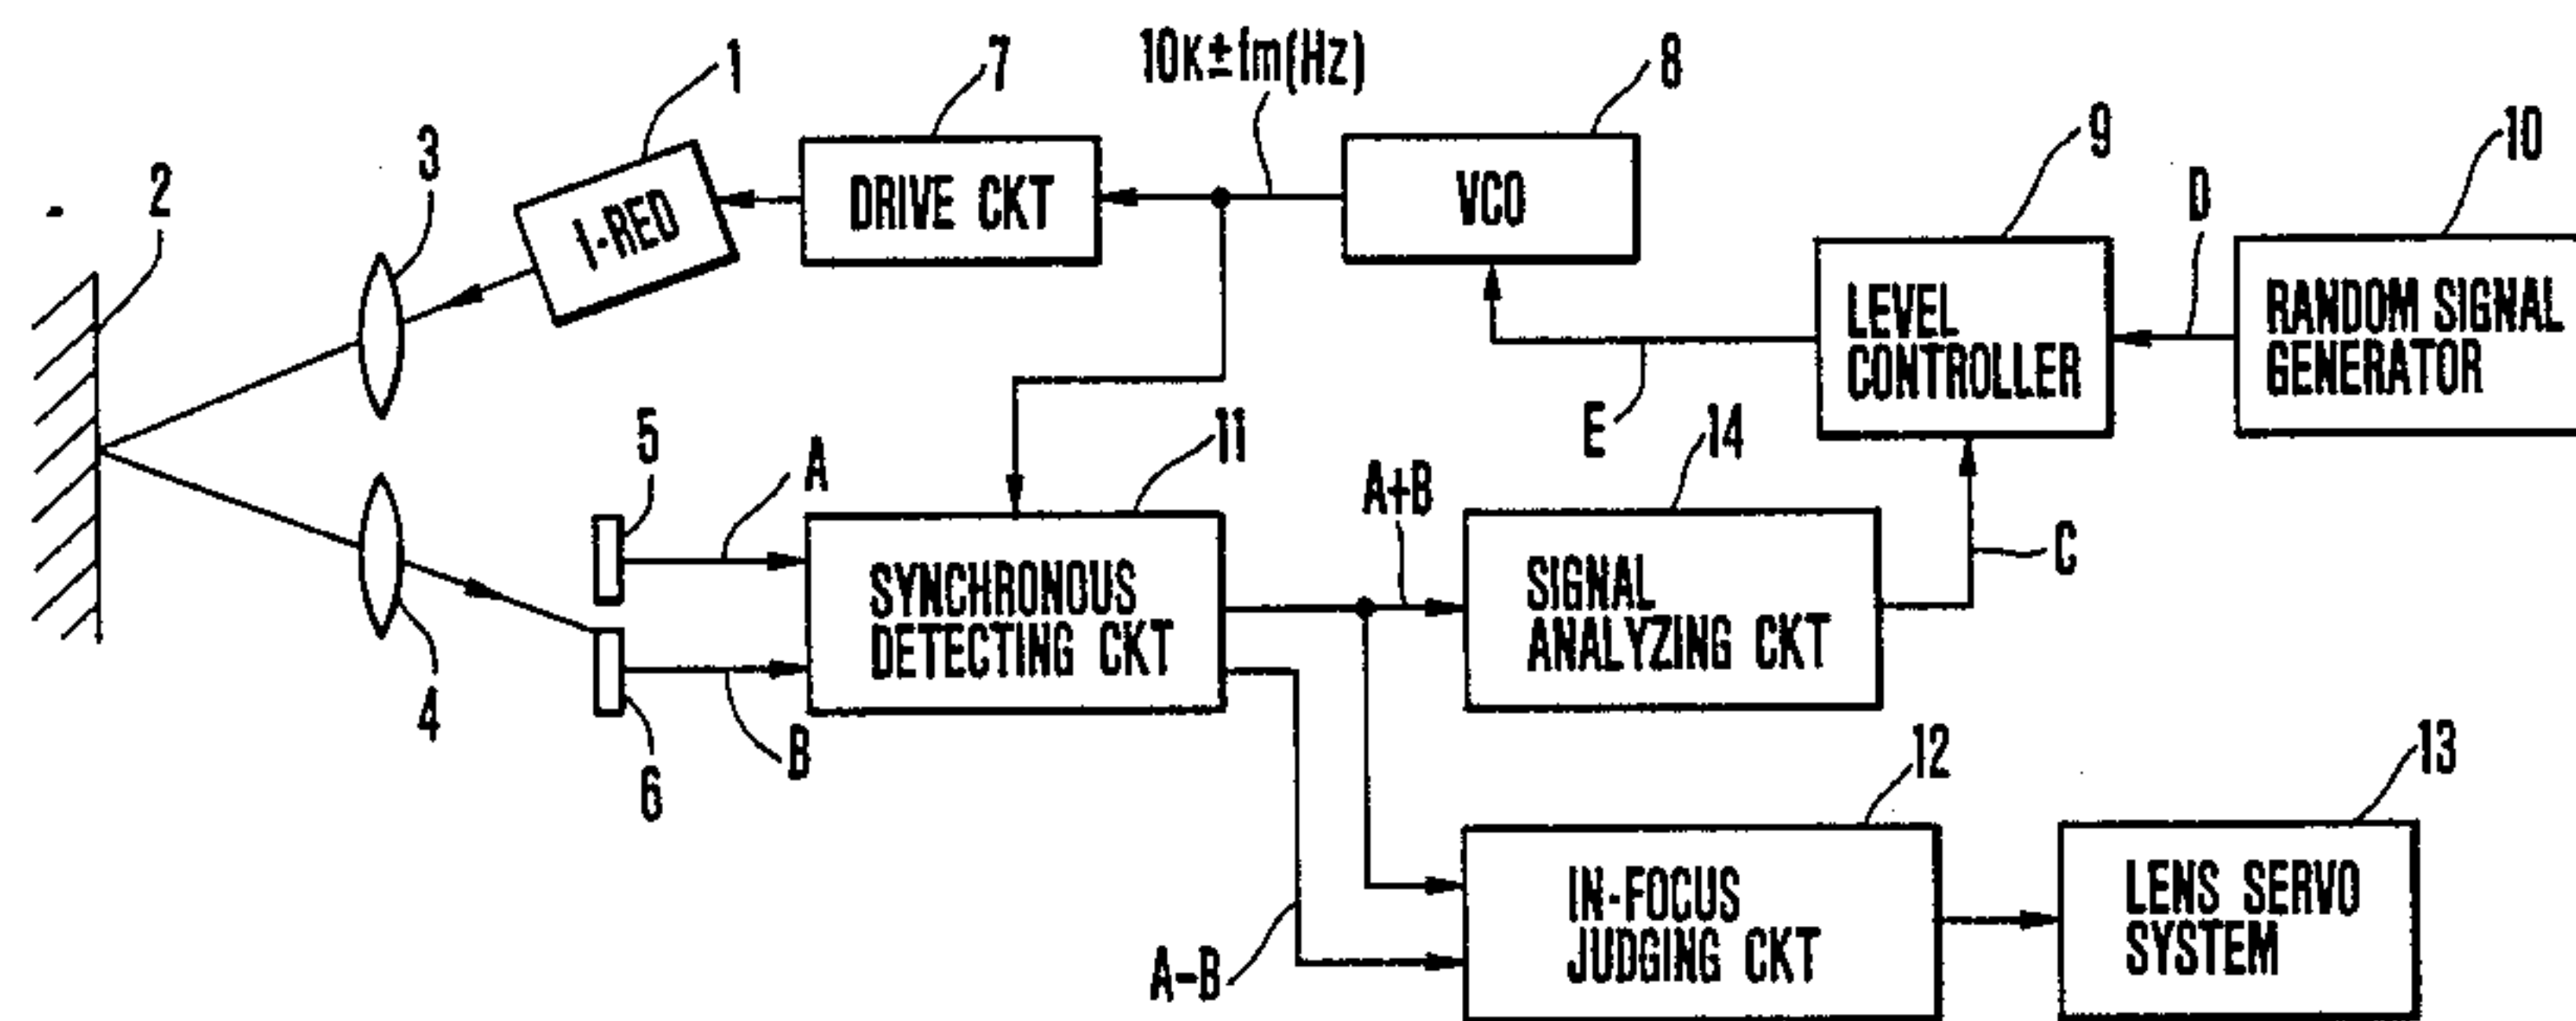 1
7
10K±fm(Hz)
8
2
3
I-RED
DRIVE CKT
VCO
9
D
10
LEVEL
CONTROLLER
RANDOM SIGNAL
GENERATOR
E
5
A
11
A+B
14
C
4
6
B
SYNCHRONOUS
DETECTING CKT
SIGNAL
ANALYZING CKT
12
13
A-B
IN-FOCUS
JUDGING CKT
LENS SERVO
SYSTEM